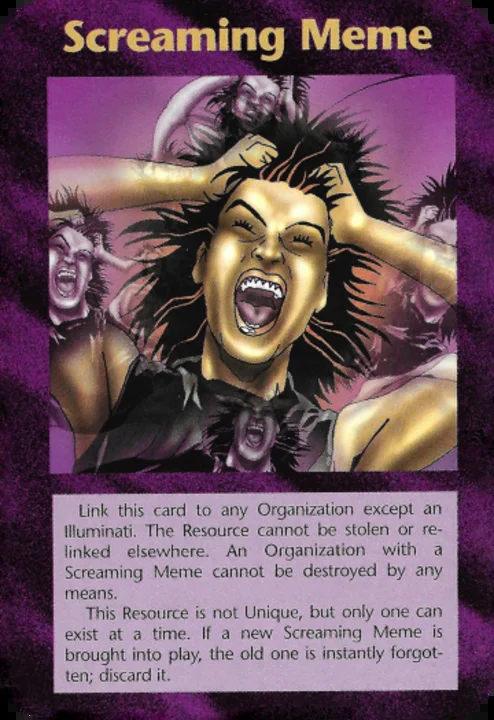 Screaming Meme
Link this card to any Organization except an
Illuminati. The Resource cannot be stolen or re-
linked elsewhere. An Organization with a
Screaming Meme cannot be destroyed by any
means.
This Resource is not Unique, but only one can
exist at a time. If a new Screaming Meme is
brought into play, the old one is instantly forgot-
ten; discard it.